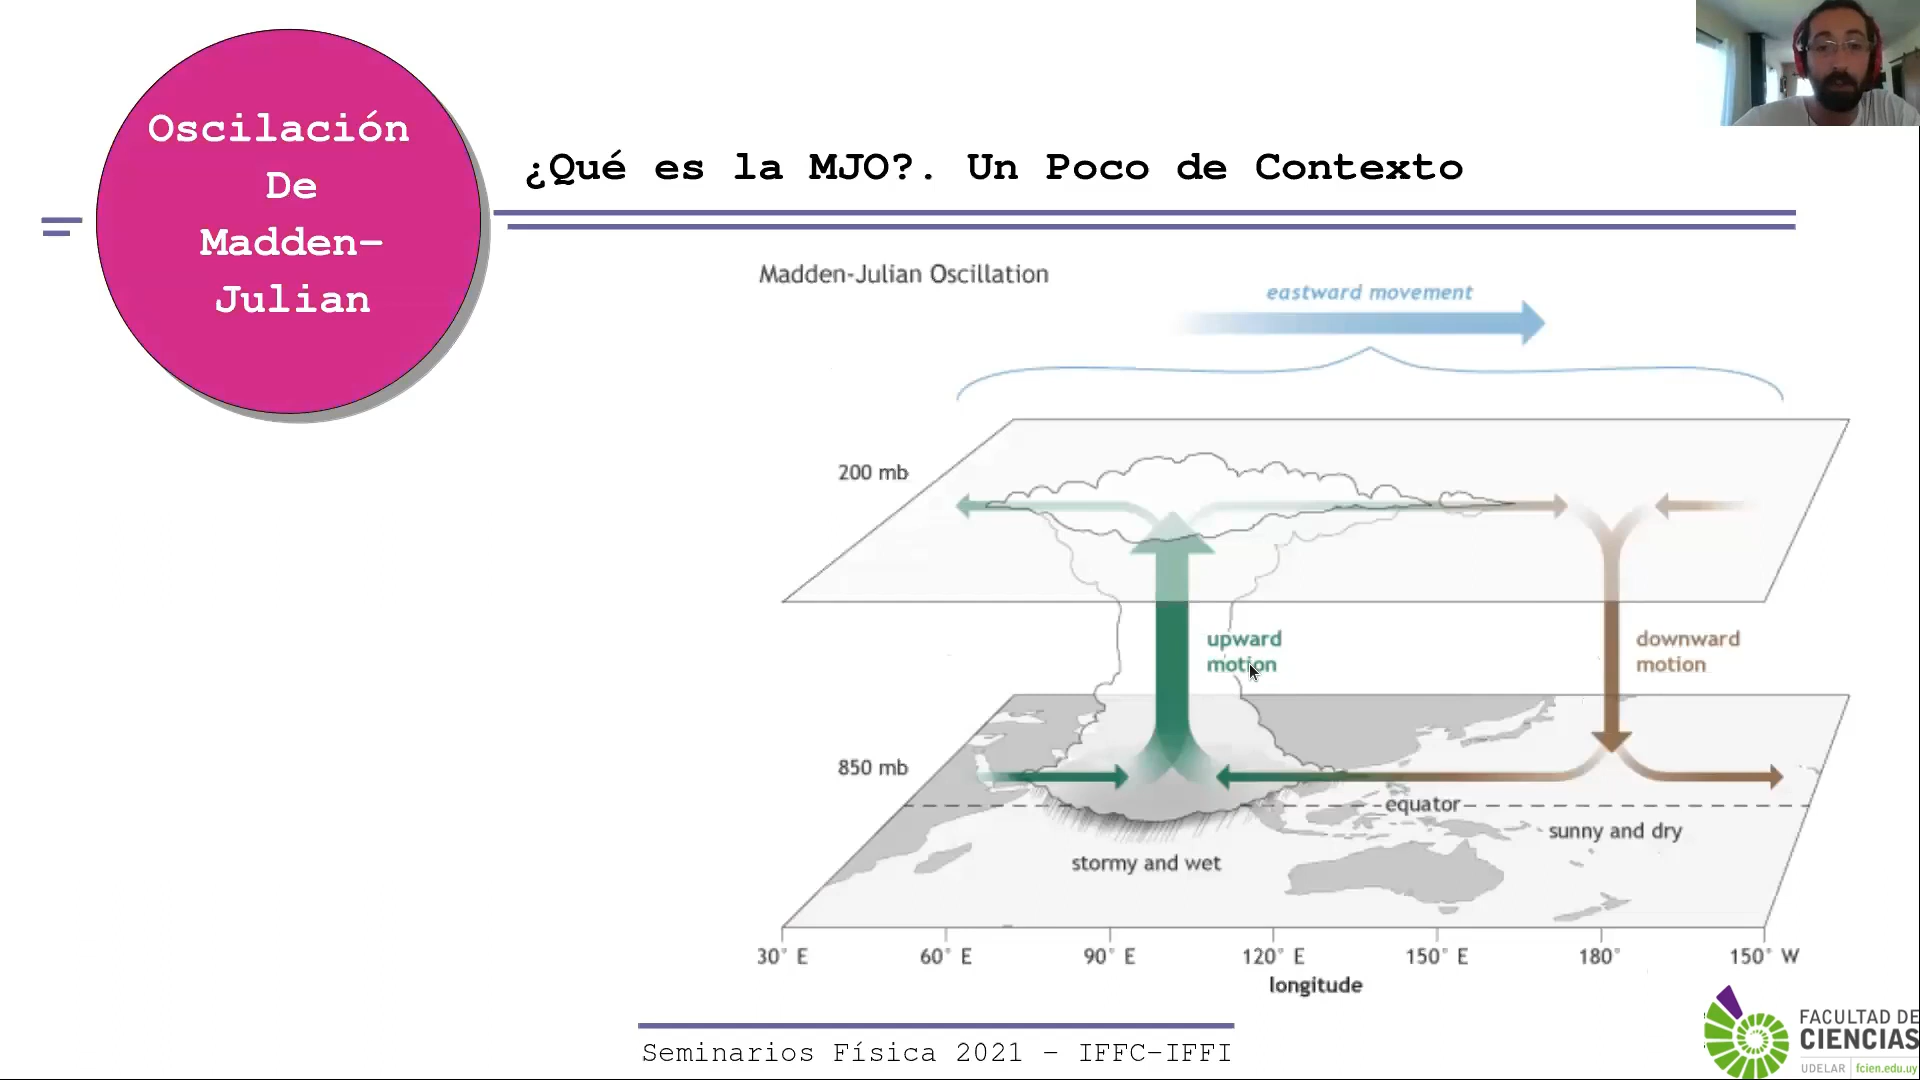 Oscilación
De
Madden-
Julian
¿Qué es la MJO?. Un Poco de Contexto
Madden-Julian Oscillation
eastward movement
200 mb
upward
motion
downward
motion
850 mb
equator
sunny and dry
stormy and wet
30° E 60° E 90° E 120° E 150° E 180° 150° W
longitude
Seminarios Física 2021 - IFFC-IFFI
FACULTAD DE
CIENCIAS
UDELAR | fcien.edu.uy